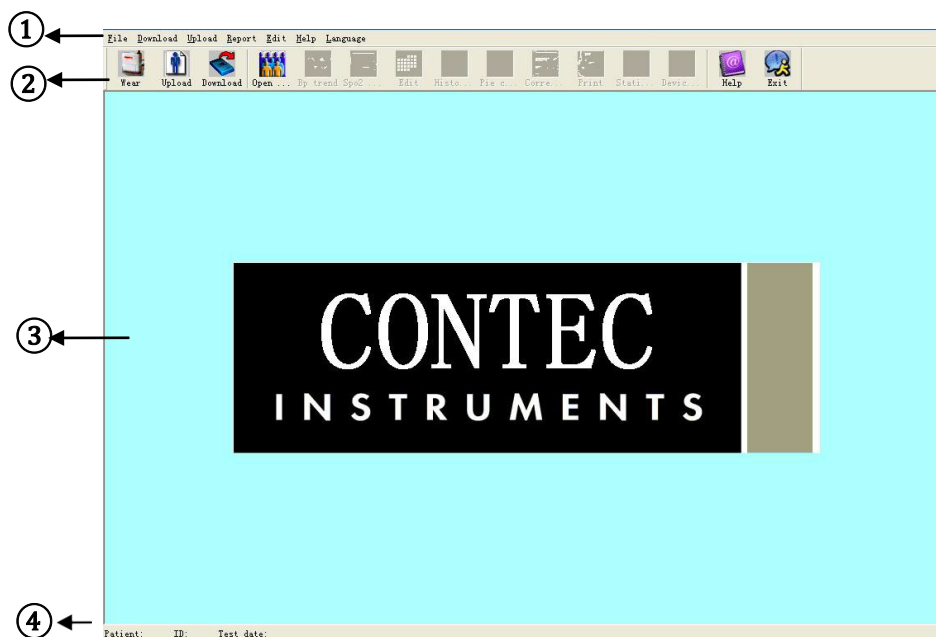 ①
File Download Upload Report Edit Help Language
②
Wear Upload Download Open ... Bp trend Spo2 ... Edit Histo... Pie c... Corre... Print Stati... Devic... Help Exit
③
CONTEC
INSTRUMENTS
④
Patient: ID: Test date: